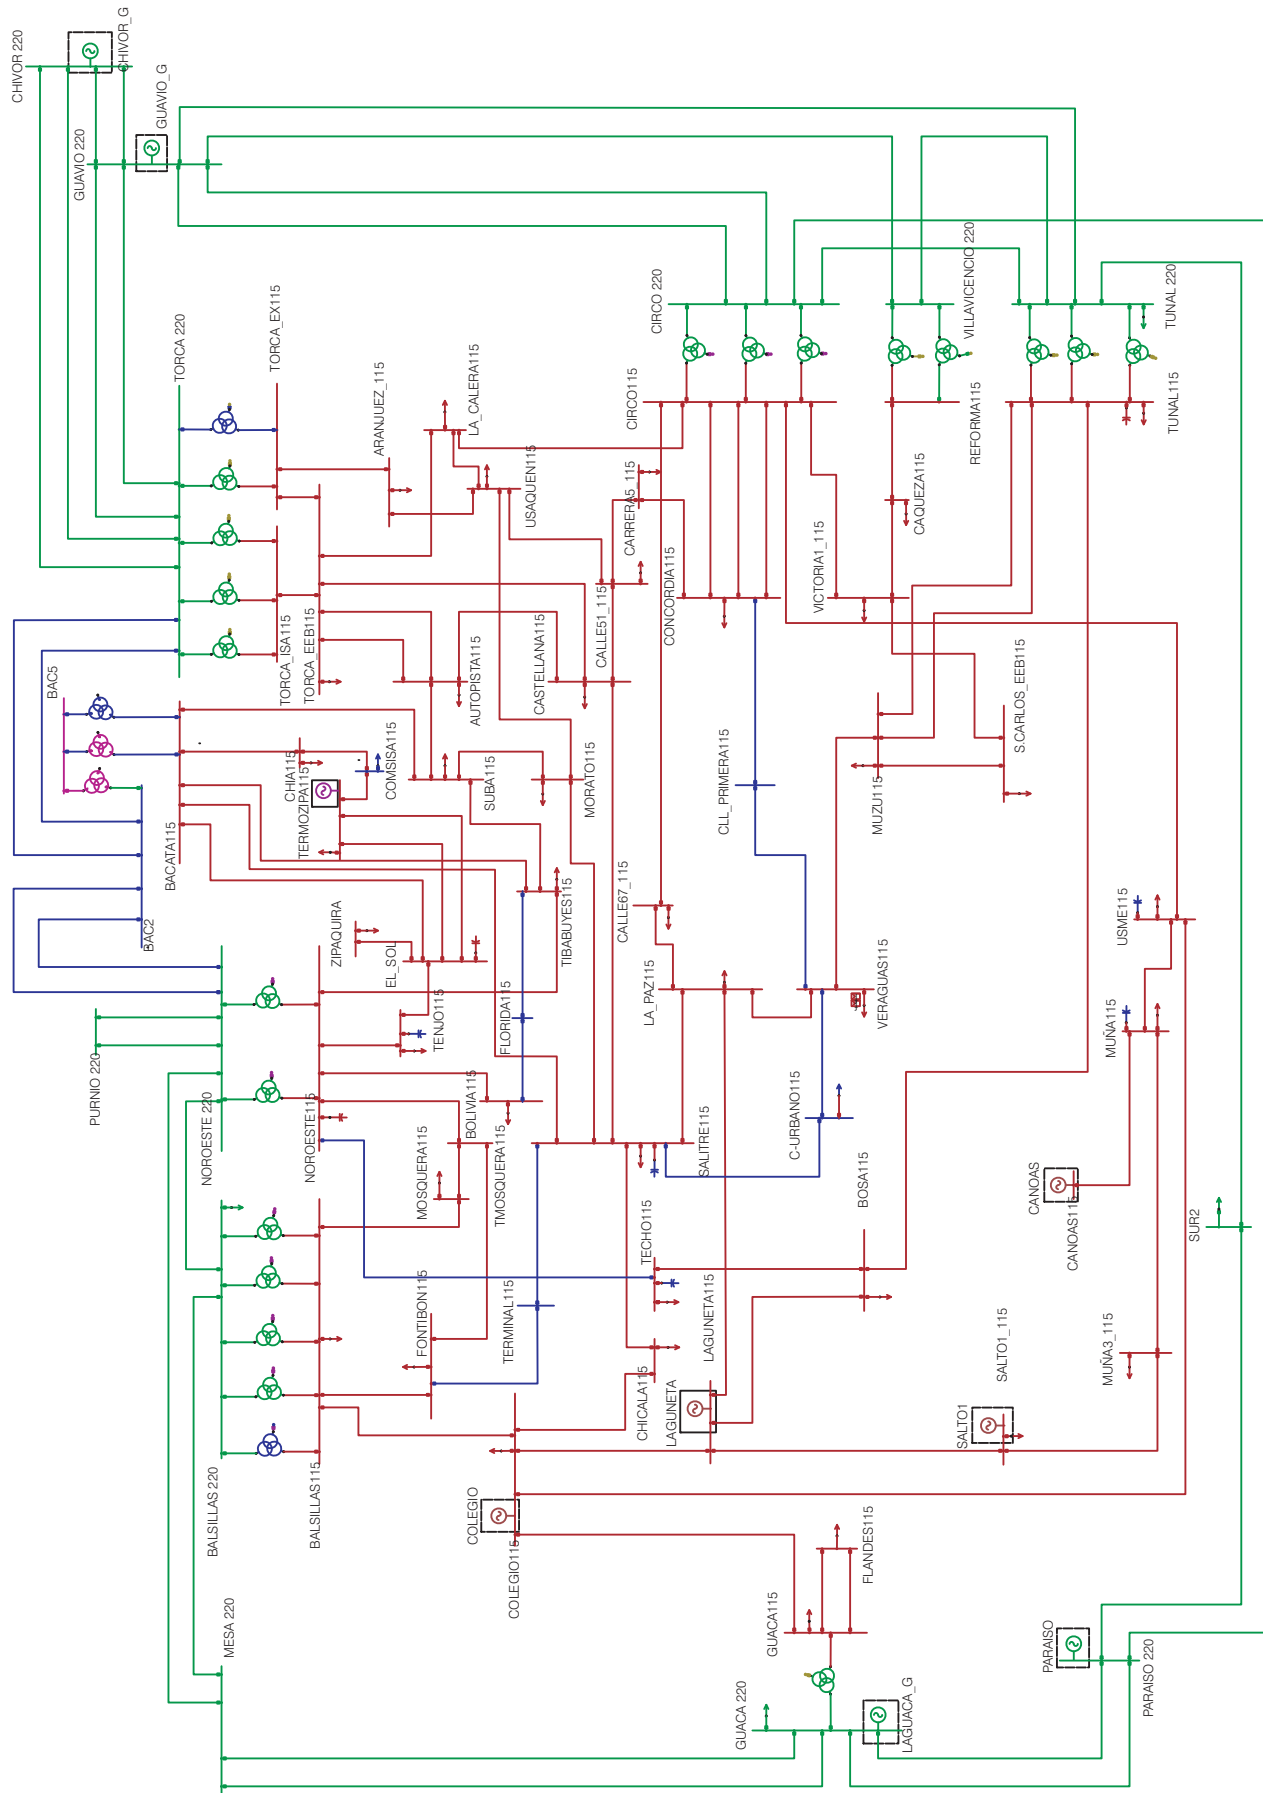 CHIVOR 220
CHIVOR_G
GUAVIO 220
GUAVIO_G
TORCA 220
TORCA_EX115
TORCA_ISA115
TORCA_EEB115
ARANJUEZ_115
LA_CALERA115
USAQUEN115
CIRCO 220
CIRCO115
VILLAVICENCIO 220
REFORMA115
TUNAL 220
TUNAL115
CARRERA5_115
CONCORDIA115
CALLE51_115
CASTELLANA115
AUTOPISTA115
CAQUEZA115
VICTORIA1_115
BAC5
BACATA115
BAC2
CHIA115
TERMOZIPA115
COMSISA115
SUBA115
MORATO115
CLL_PRIMERA115
MUZU115
S.CARLOS_EEB115
ZIPAQUIRA
EL_SOL
TENJO115
TIBABUYES115
FLORIDA115
CALLE67_115
LA_PAZ115
VERAGUAS115
USME115
MUÑA115
PURNIO 220
NOROESTE 220
NOROESTE115
BOLIVIA115
MOSQUERA115
TMOSQUERA115
SALITRE115
C-URBANO115
BOSA115
CANOAS
CANOAS115
SUR2
BALSILLAS 220
BALSILLAS115
FONTIBON115
TERMINAL115
TECHO115
LAGUNETA115
CHICALA115
LAGUNETA
SALTO1_115
SALTO1
MUÑA3_115
COLEGIO
COLEGIO115
FLANDES115
GUACA115
MESA 220
GUACA 220
LAGUACA_G
PARAISO
PARAISO 220